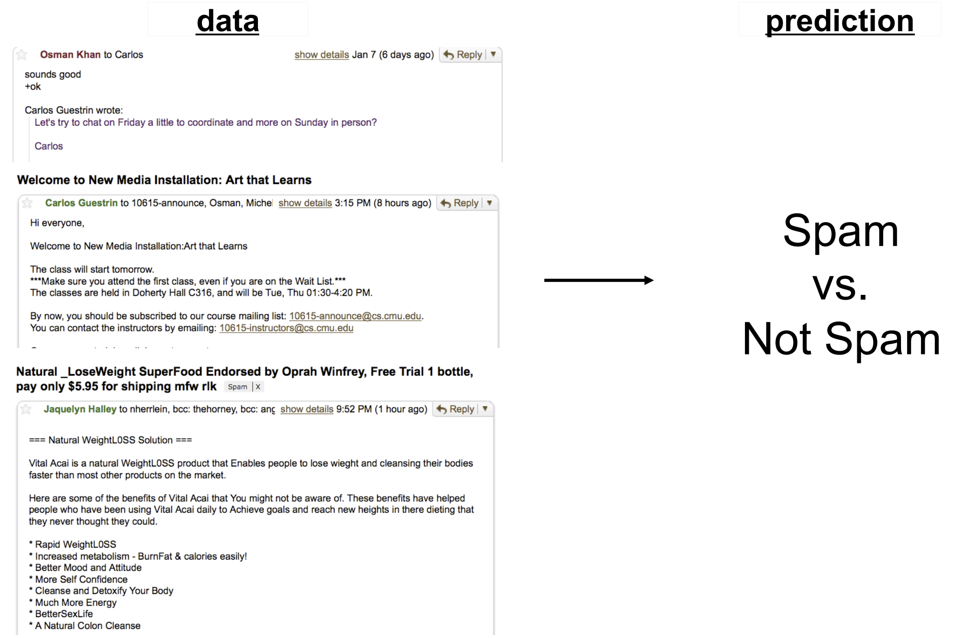 data
prediction
Osman Khan to Carlos show details Jan 7 (6 days ago) Reply
sounds good
+ok
Carlos Guestrin wrote:
Let's try to chat on Friday a little to coordinate and more on Sunday in person?
Carlos
Welcome to New Media Installation: Art that Learns
Carlos Guestrin to 10615-announce, Osman, Michel show details 3:15 PM (8 hours ago) Reply
Hi everyone,
Welcome to New Media Installation:Art that Learns
The class will start tomorrow.
***Make sure you attend the first class, even if you are on the Wait List.***
The classes are held in Doherty Hall C316, and will be Tue, Thu 01:30-4:20 PM.
By now, you should be subscribed to our course mailing list: 10615-announce@cs.cmu.edu.
You can contact the instructors by emailing: 10615-instructors@cs.cmu.edu
Natural _LoseWeight SuperFood Endorsed by Oprah Winfrey, Free Trial 1 bottle,
pay only $5.95 for shipping mfw rlk Spam X
Jaquelyn Halley to nherrlein, bcc: thehorney, bcc: ang show details 9:52 PM (1 hour ago) Reply
=== Natural WeightL0SS Solution ===
Vital Acai is a natural WeightL0SS product that Enables people to lose wieght and cleansing their bodies
faster than most other products on the market.
Here are some of the benefits of Vital Acai that You might not be aware of. These benefits have helped
people who have been using Vital Acai daily to Achieve goals and reach new heights in there dieting that
they never thought they could.
* Rapid WeightL0SS
* Increased metabolism - BurnFat & calories easily!
* Better Mood and Attitude
* More Self Confidence
* Cleanse and Detoxify Your Body
* Much More Energy
* BetterSexLife
* A Natural Colon Cleanse
Spam
vs.
Not Spam